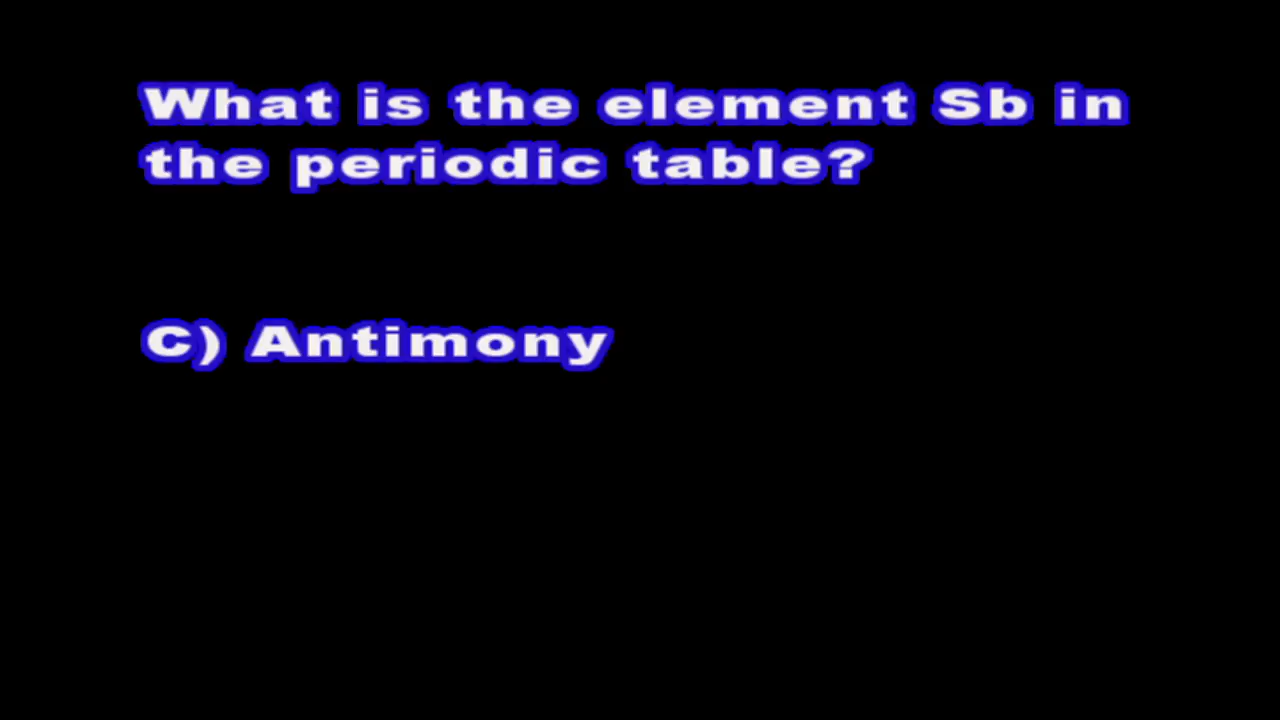 What is the element Sb in
the periodic table?
C) Antimony